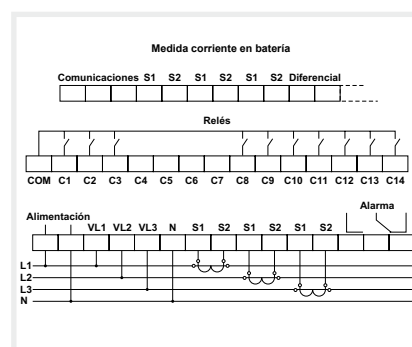 Medida corriente en batería
Comunicaciones S1 S2 S1 S2 S1 S2 Diferencial
Relés
COM C1 C2 C3 C4 C5 C6 C7 C8 C9 C10 C11 C12 C13 C14
Alimentación VL1 VL2 VL3 N S1 S2 S1 S2 S1 S2 Alarma
L1
L2
L3
N